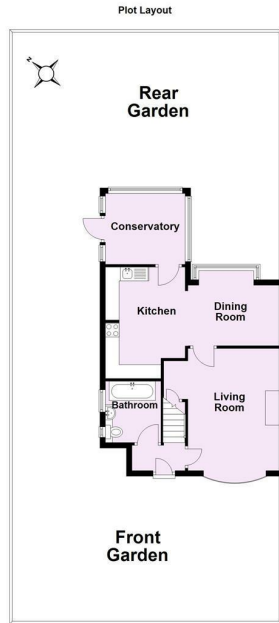 Plot Layout
N
Rear
Garden
Conservatory
Kitchen
Dining
Room
Bathroom
Living
Room
Front
Garden